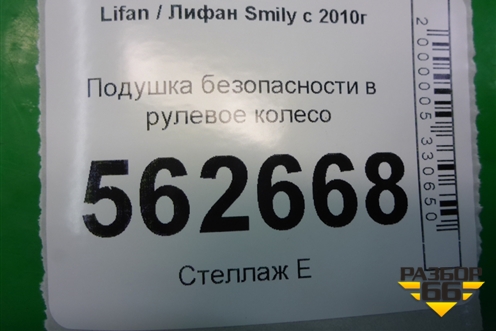 Lifan / Лифан Smily с 2010г
Подушка безопасности в
рулевое колесо
562668
Стеллаж Е
2000005330650
РАЗБОР
66